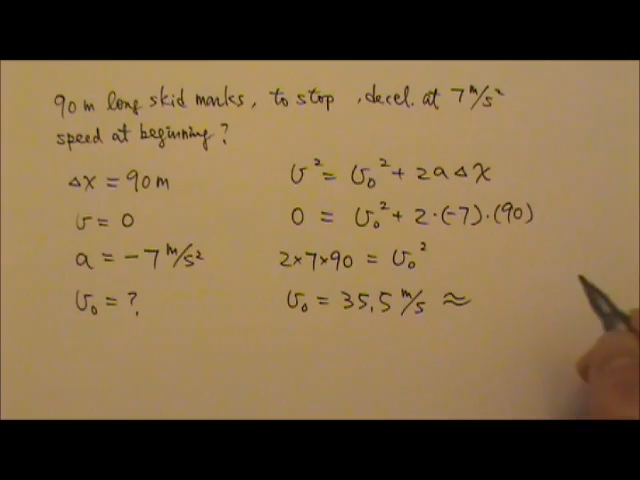 90 m long skid marks, to stop, decel. at 7 m/s²
speed at beginning?
Δx = 90 m
v = 0
a = -7 m/s²
v₀ = ?
v² = v₀² + 2aΔx
0 = v₀² + 2·(-7)·(90)
2×7×90 = v₀²
v₀ = 35.5 m/s ≈